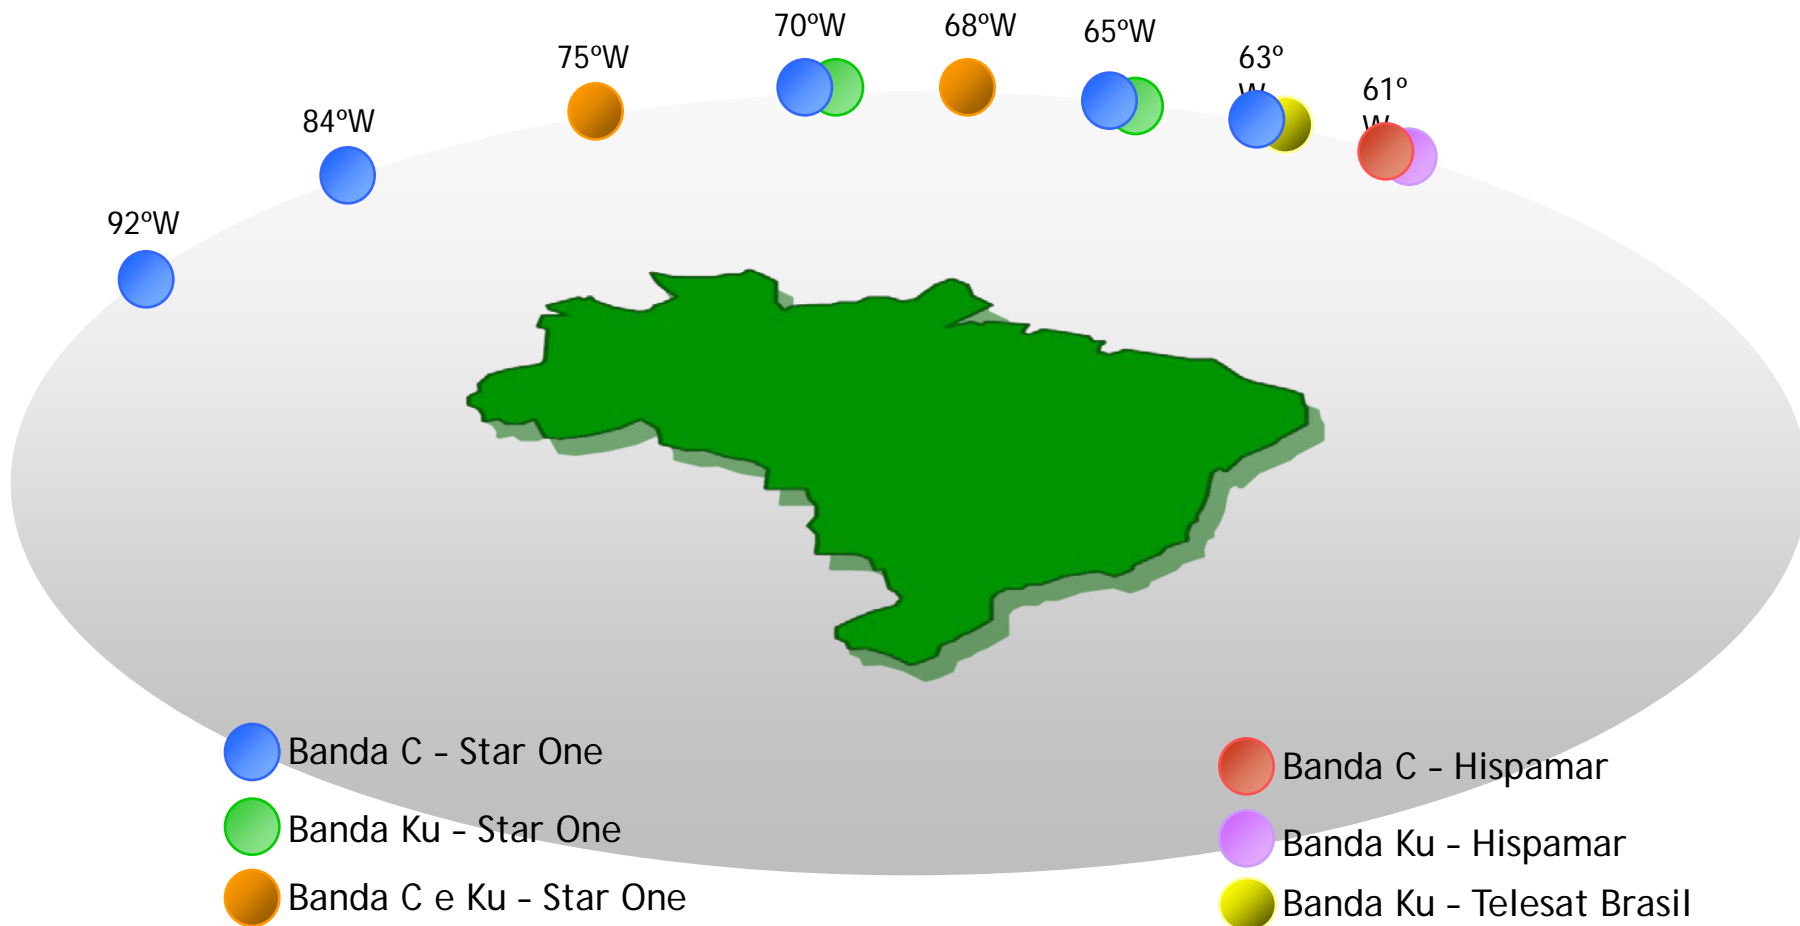 92ºW
84ºW
75ºW
70ºW
68ºW
65ºW
63º
W
61º
W
Banda C – Star One
Banda Ku – Star One
Banda C e Ku – Star One
Banda C – Hispamar
Banda Ku – Hispamar
Banda Ku – Telesat Brasil